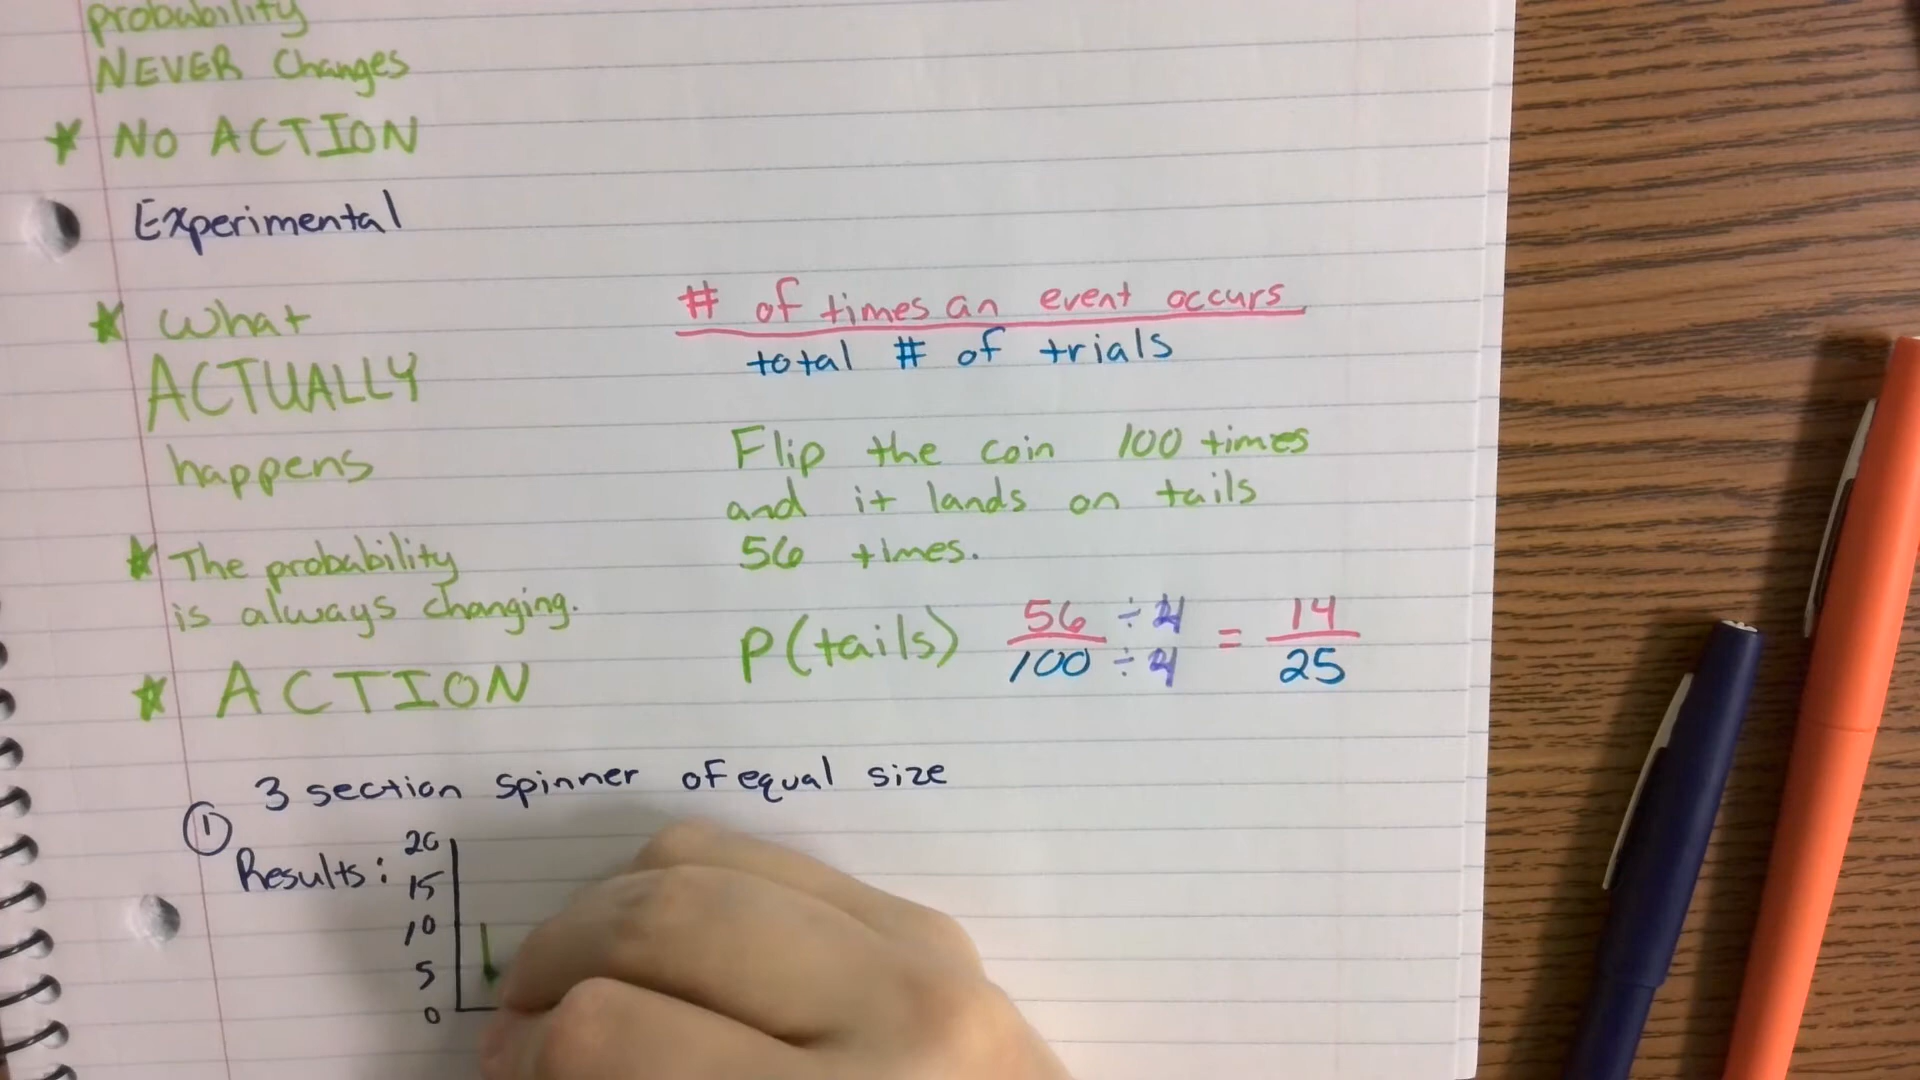 probability
NEVER Changes
★ NO ACTION
Experimental
★ What
ACTUALLY
happens
★ The probability
is always changing.
★ ACTION
# of times an event occurs
total # of trials
Flip the coin 100 times
and it lands on tails
56 times.
P(tails) 56/100 ÷4/÷4 = 14/25
3 section spinner of equal size
①
Results:
20
15
10
5
0